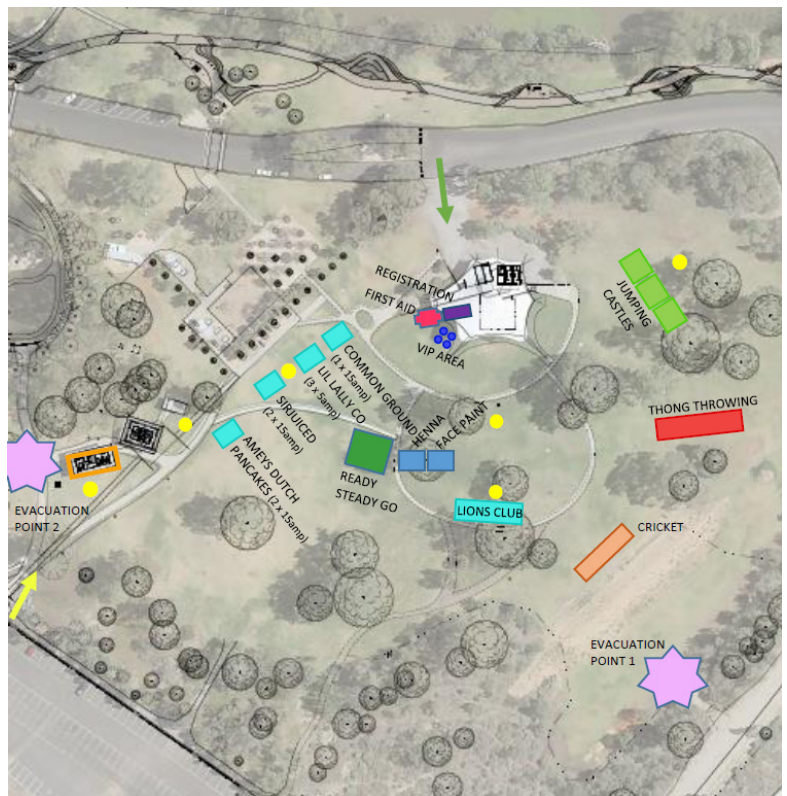 REGISTRATION
FIRST AID
VIP AREA
JUMPING
CASTLES
COMMON GROUNDS
(1 x 15amp)
LIL LALLY CO
(3 x 5amp)
SIRIJUICED
(2 x 15amp)
AMEYS DUTCH
PANCAKES (2 x 15amp)
HENNA
FACE PAINT
THONG THROWING
READY
STEADY GO
LIONS CLUB
EVACUATION
POINT 2
CRICKET
EVACUATION
POINT 1